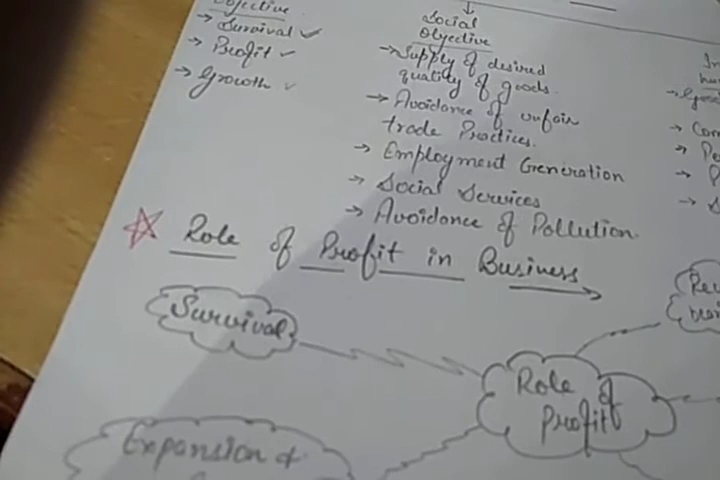 → Survival ✓
→ Profit ✓
→ Growth ✓
Social
Objective
→ Supply of desired
quality of goods.
→ Avoidance of unfair
trade Practices.
→ Employment Generation
→ Social Services
→ Avoidance of Pollution.
Role of Profit in Business
Survival
Role of
Profit
Expansion &